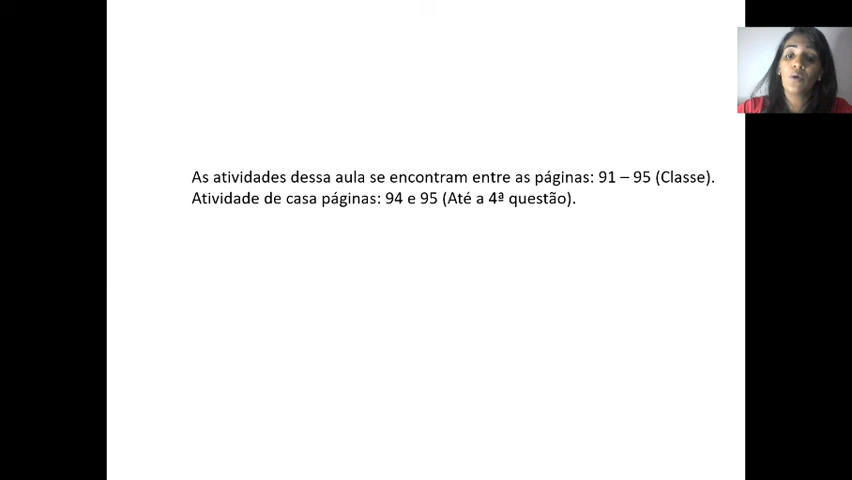 As atividades dessa aula se encontram entre as páginas: 91 – 95 (Classe).
Atividade de casa páginas: 94 e 95 (Até a 4ª questão).